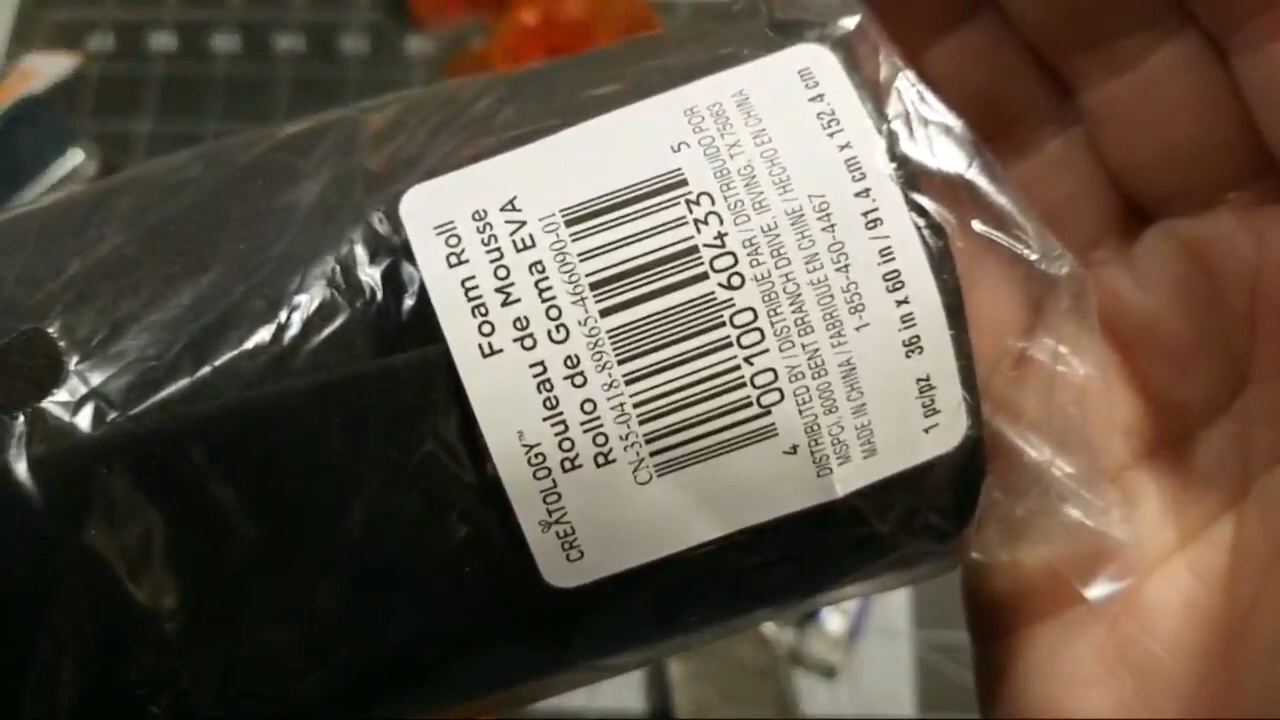 CREATOLOGY™
Foam Roll
Rouleau de Mousse
Rollo de Goma EVA
CN-35-0418-89865-466090-01
4 00100 60433 5
DISTRIBUTED BY / DISTRIBUÉ PAR / DISTRIBUIDO POR
MSPCI, 8000 BENT BRANCH DRIVE, IRVING, TX 75063
MADE IN CHINA / FABRIQUÉ EN CHINE / HECHO EN CHINA
1-855-450-4467
1 pc/pz 36 in x 60 in / 91.4 cm x 152.4 cm